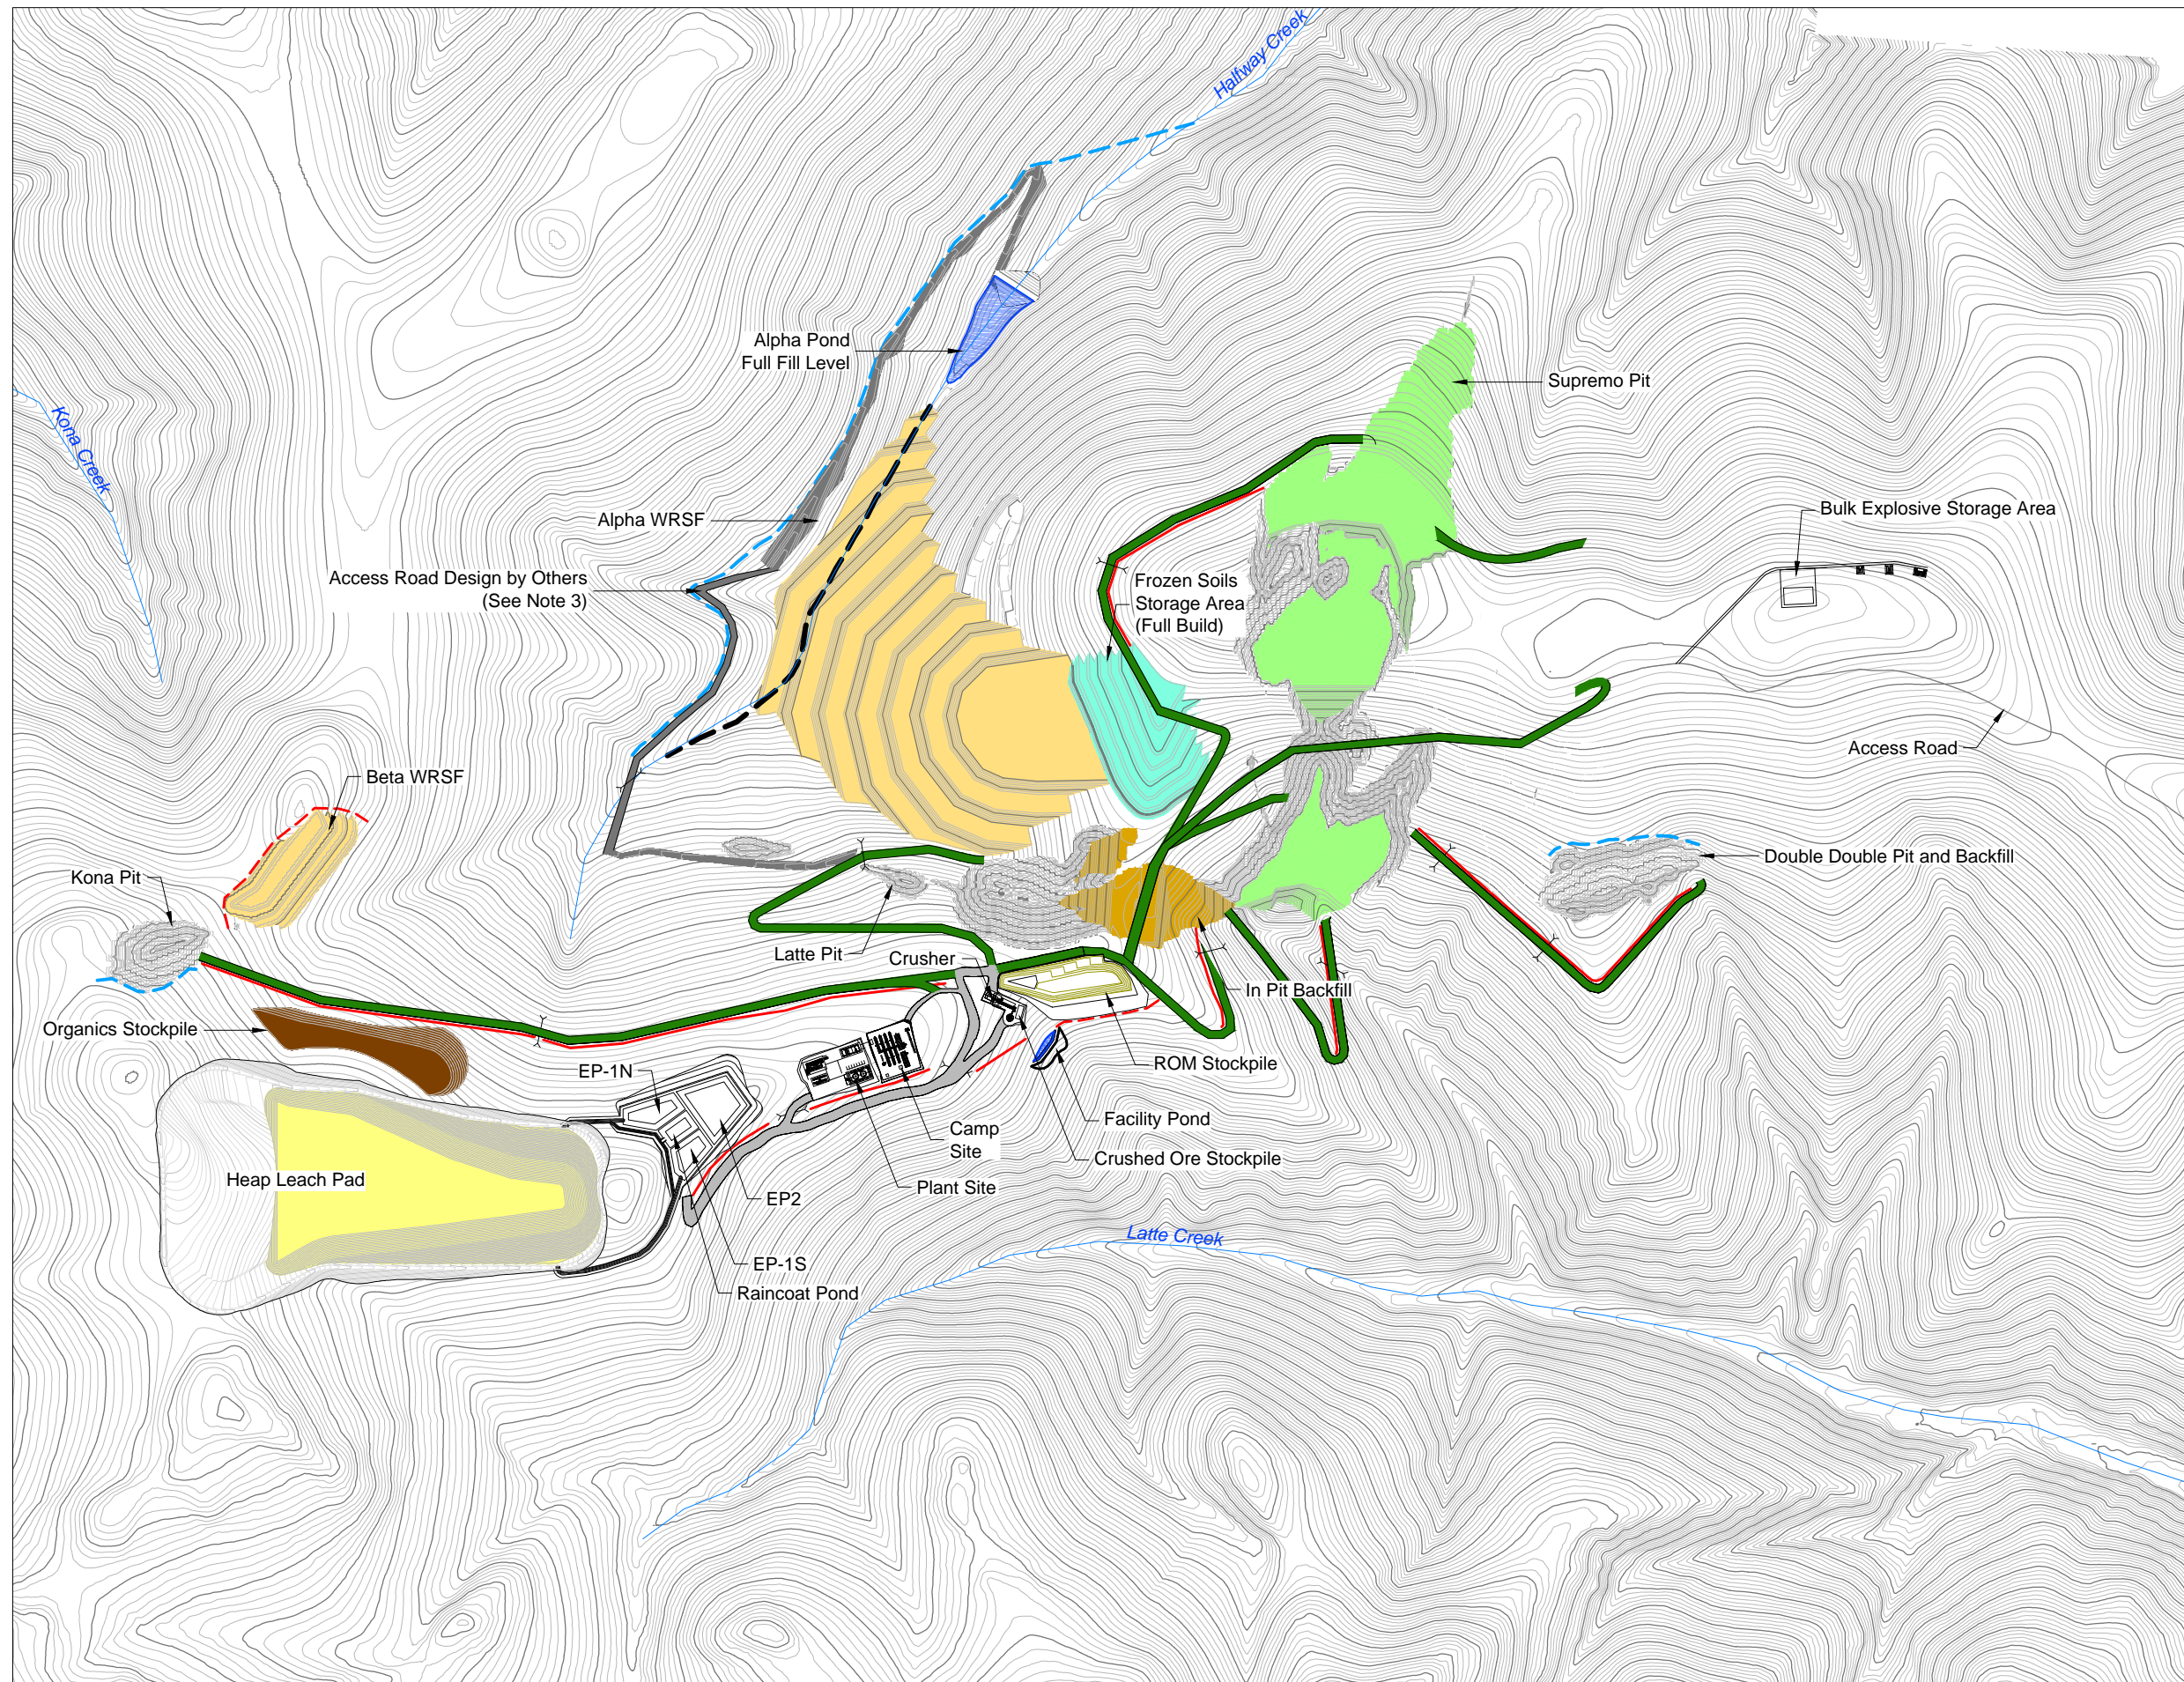 Halfway Creek
Alpha Pond
Full Fill Level
Supremo Pit
Kona Creek
Bulk Explosive Storage Area
Alpha WRSF
Access Road Design by Others
(See Note 3)
Frozen Soils
Storage Area
(Full Build)
Access Road
Beta WRSF
Double Double Pit and Backfill
Kona Pit
Latte Pit
Crusher
In Pit Backfill
Organics Stockpile
ROM Stockpile
EP-1N
Facility Pond
Camp
Site
Crushed Ore Stockpile
Heap Leach Pad
Plant Site
EP2
Latte Creek
EP-1S
Raincoat Pond